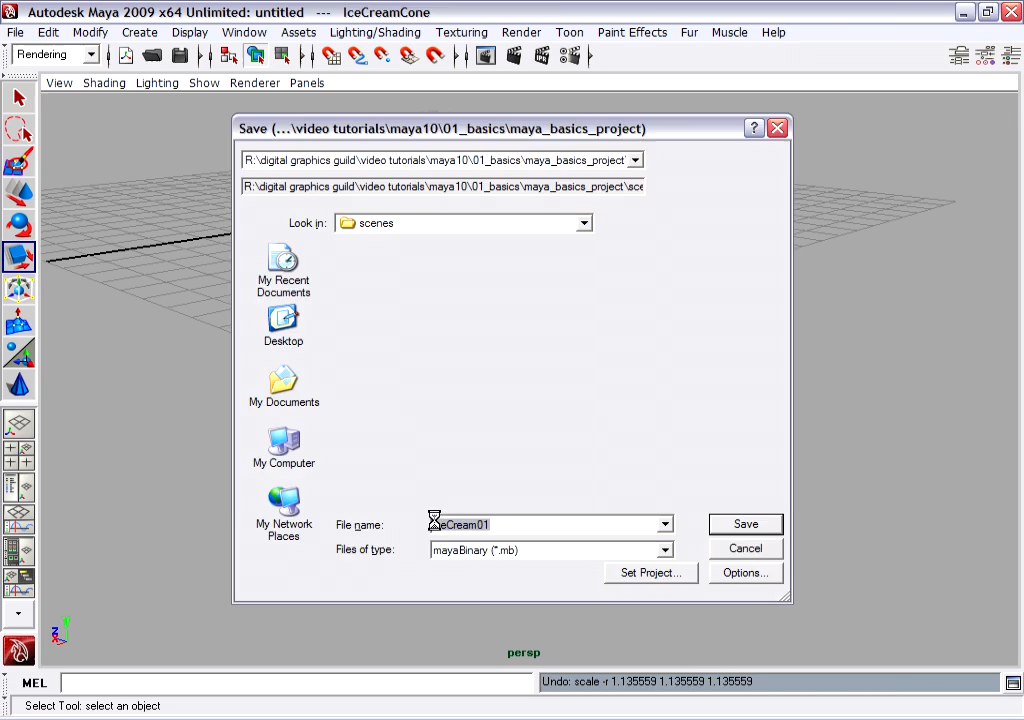 Autodesk Maya 2009 x64 Unlimited: untitled --- IceCreamCone
File Edit Modify Create Display Window Assets Lighting/Shading Texturing Render Toon Paint Effects Fur Muscle Help
Rendering
View Shading Lighting Show Renderer Panels
Save (...\video tutorials\maya10\01_basics\maya_basics_project)
R:\digital graphics guild\video tutorials\maya10\01_basics\maya_basics_project
R:\digital graphics guild\video tutorials\maya10\01_basics\maya_basics_project\sce
Look in: scenes
My Recent
Documents
Desktop
My Documents
My Computer
My Network
Places
File name: eCream01 Save
Files of type: mayaBinary (*.mb) Cancel
Set Project... Options...
persp
MEL Undo: scale -r 1.135559 1.135559 1.135559
Select Tool: select an object